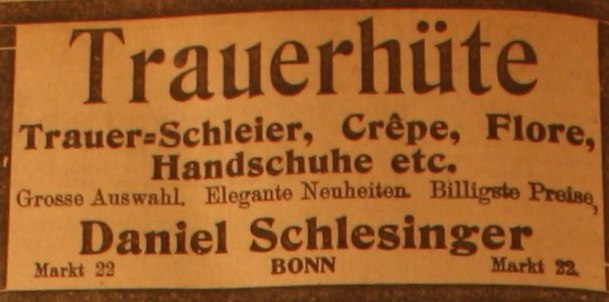 Trauerhüte
Trauer=Schleier, Crêpe, Flore,
Handschuhe etc.
Grosse Auswahl. Elegante Neuheiten. Billigste Preise,
Daniel Schlesinger
Markt 22 BONN Markt 22.